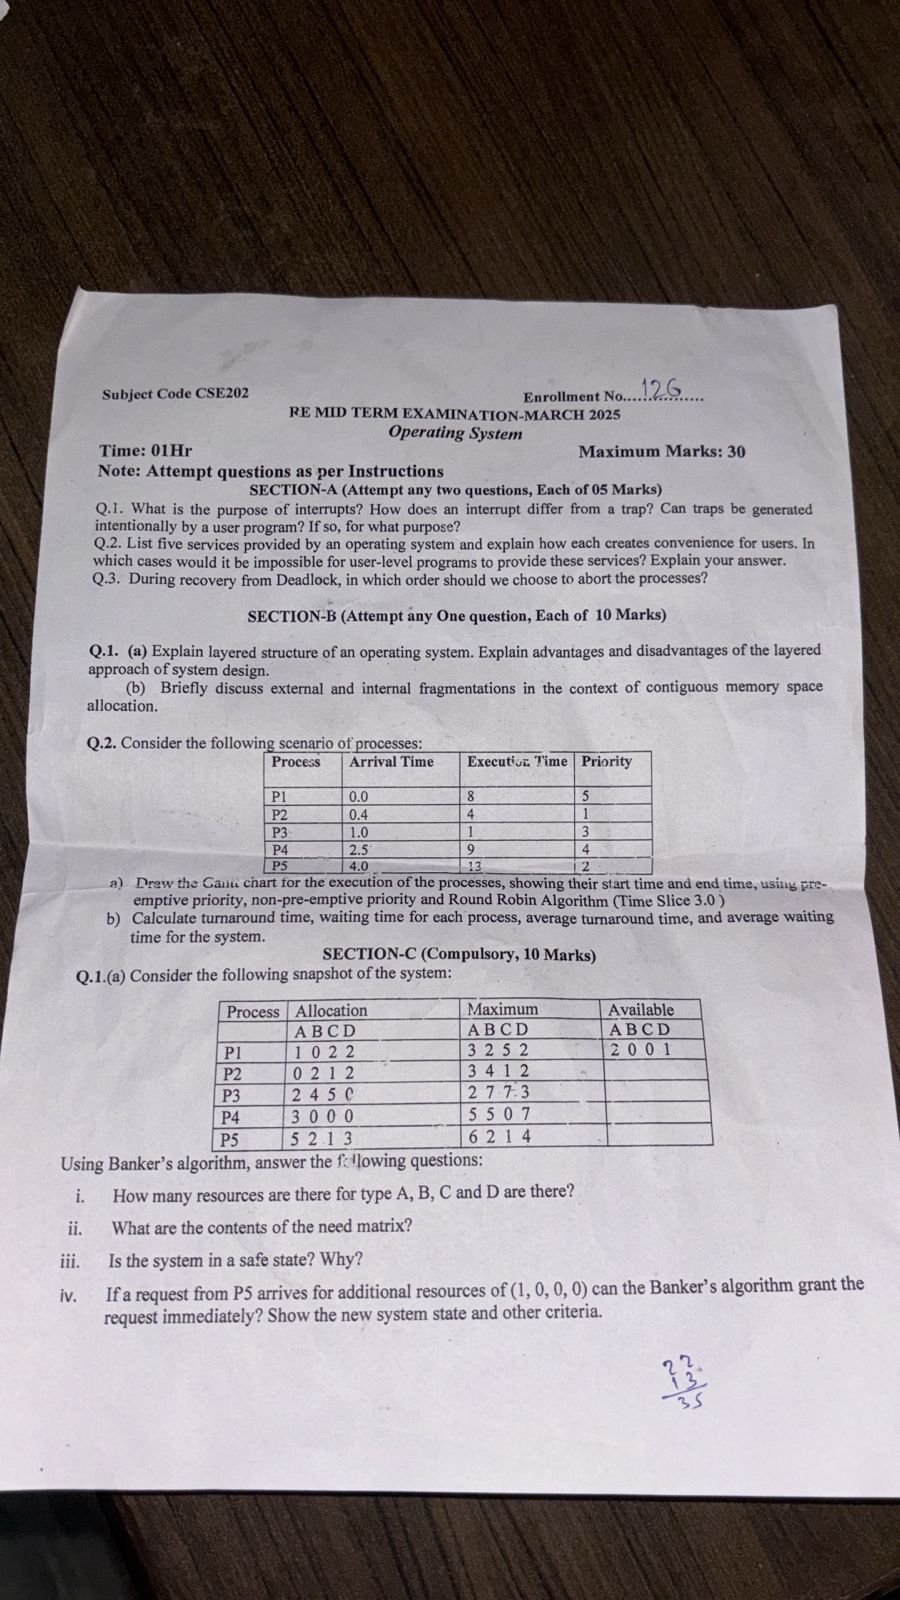 Subject Code CSE202
Enrollment No.....126..........
RE MID TERM EXAMINATION-MARCH 2025
Operating System
Time: 01Hr Maximum Marks: 30
Note: Attempt questions as per Instructions
SECTION-A (Attempt any two questions, Each of 05 Marks)
Q.1. What is the purpose of interrupts? How does an interrupt differ from a trap? Can traps be generated
intentionally by a user program? If so, for what purpose?
Q.2. List five services provided by an operating system and explain how each creates convenience for users. In
which cases would it be impossible for user-level programs to provide these services? Explain your answer.
Q.3. During recovery from Deadlock, in which order should we choose to abort the processes?
SECTION-B (Attempt any One question, Each of 10 Marks)
Q.1. (a) Explain layered structure of an operating system. Explain advantages and disadvantages of the layered
approach of system design.
(b) Briefly discuss external and internal fragmentations in the context of contiguous memory space
allocation.
Q.2. Consider the following scenario of processes:
Process Arrival Time Execution Time Priority
P1 0.0 8 5
P2 0.4 4 1
P3 1.0 1 3
P4 2.5 9 4
P5 4.0 13 2
a) Draw the Gantt chart for the execution of the processes, showing their start time and end time, using pre-
emptive priority, non-pre-emptive priority and Round Robin Algorithm (Time Slice 3.0 )
b) Calculate turnaround time, waiting time for each process, average turnaround time, and average waiting
time for the system.
SECTION-C (Compulsory, 10 Marks)
Q.1.(a) Consider the following snapshot of the system:
Process Allocation Maximum Available
A B C D A B C D A B C D
P1 1 0 2 2 3 2 5 2 2 0 0 1
P2 0 2 1 2 3 4 1 2
P3 2 4 5 0 2 7 7 3
P4 3 0 0 0 5 5 0 7
P5 5 2 1 3 6 2 1 4
Using Banker's algorithm, answer the following questions:
i. How many resources are there for type A, B, C and D are there?
ii. What are the contents of the need matrix?
iii. Is the system in a safe state? Why?
iv. If a request from P5 arrives for additional resources of (1, 0, 0, 0) can the Banker's algorithm grant the
request immediately? Show the new system state and other criteria.
22
13
35